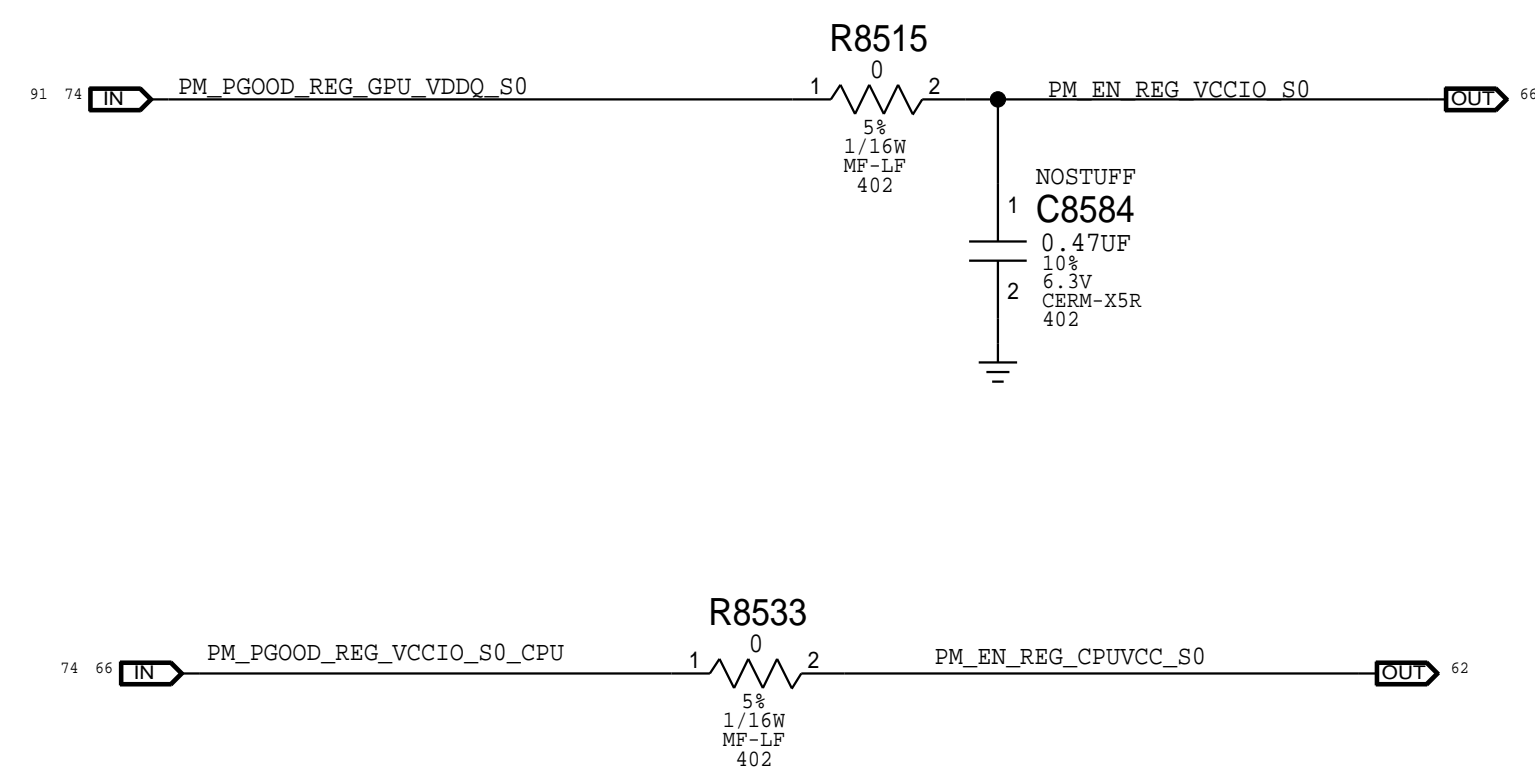 R8515
0
91 74 IN PM_PGOOD_REG_GPU_VDDQ_S0 1 2 PM_EN_REG_VCCIO_S0 OUT 66
5%
1/16W
MF-LF
402
NOSTUFF
1 C8584
0.47UF
10%
6.3V
2
CERM-X5R
402
R8533
0
74 66 IN PM_PGOOD_REG_VCCIO_S0_CPU 1 2 PM_EN_REG_CPUVCC_S0 OUT 62
5%
1/16W
MF-LF
402